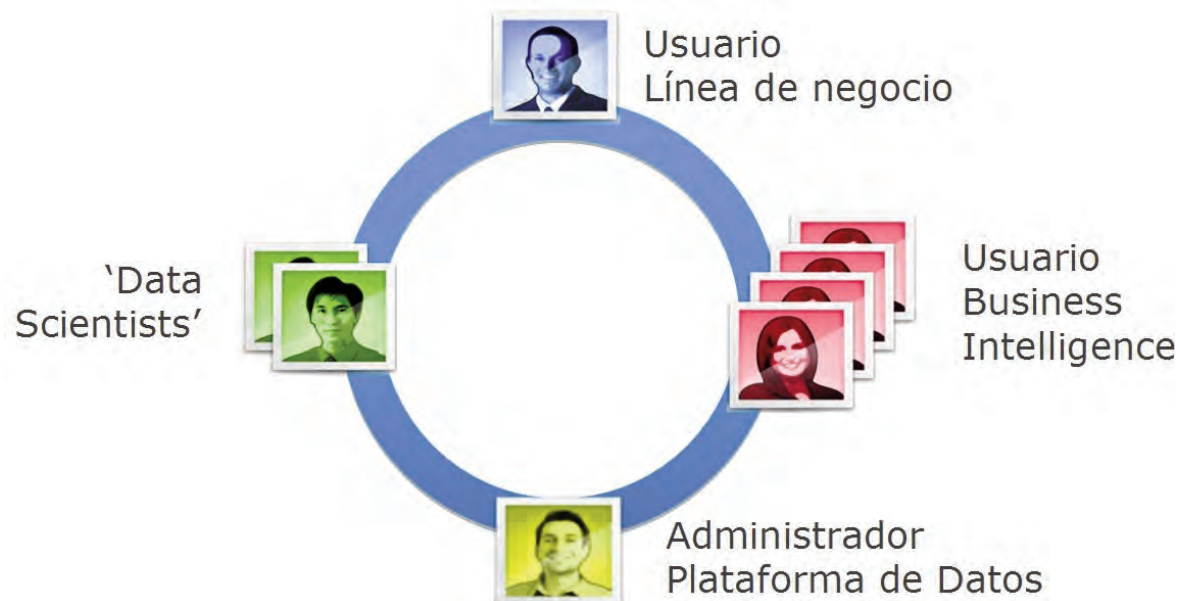 Usuario
Línea de negocio
‘Data
Scientists’
Usuario
Business
Intelligence
Administrador
Plataforma de Datos